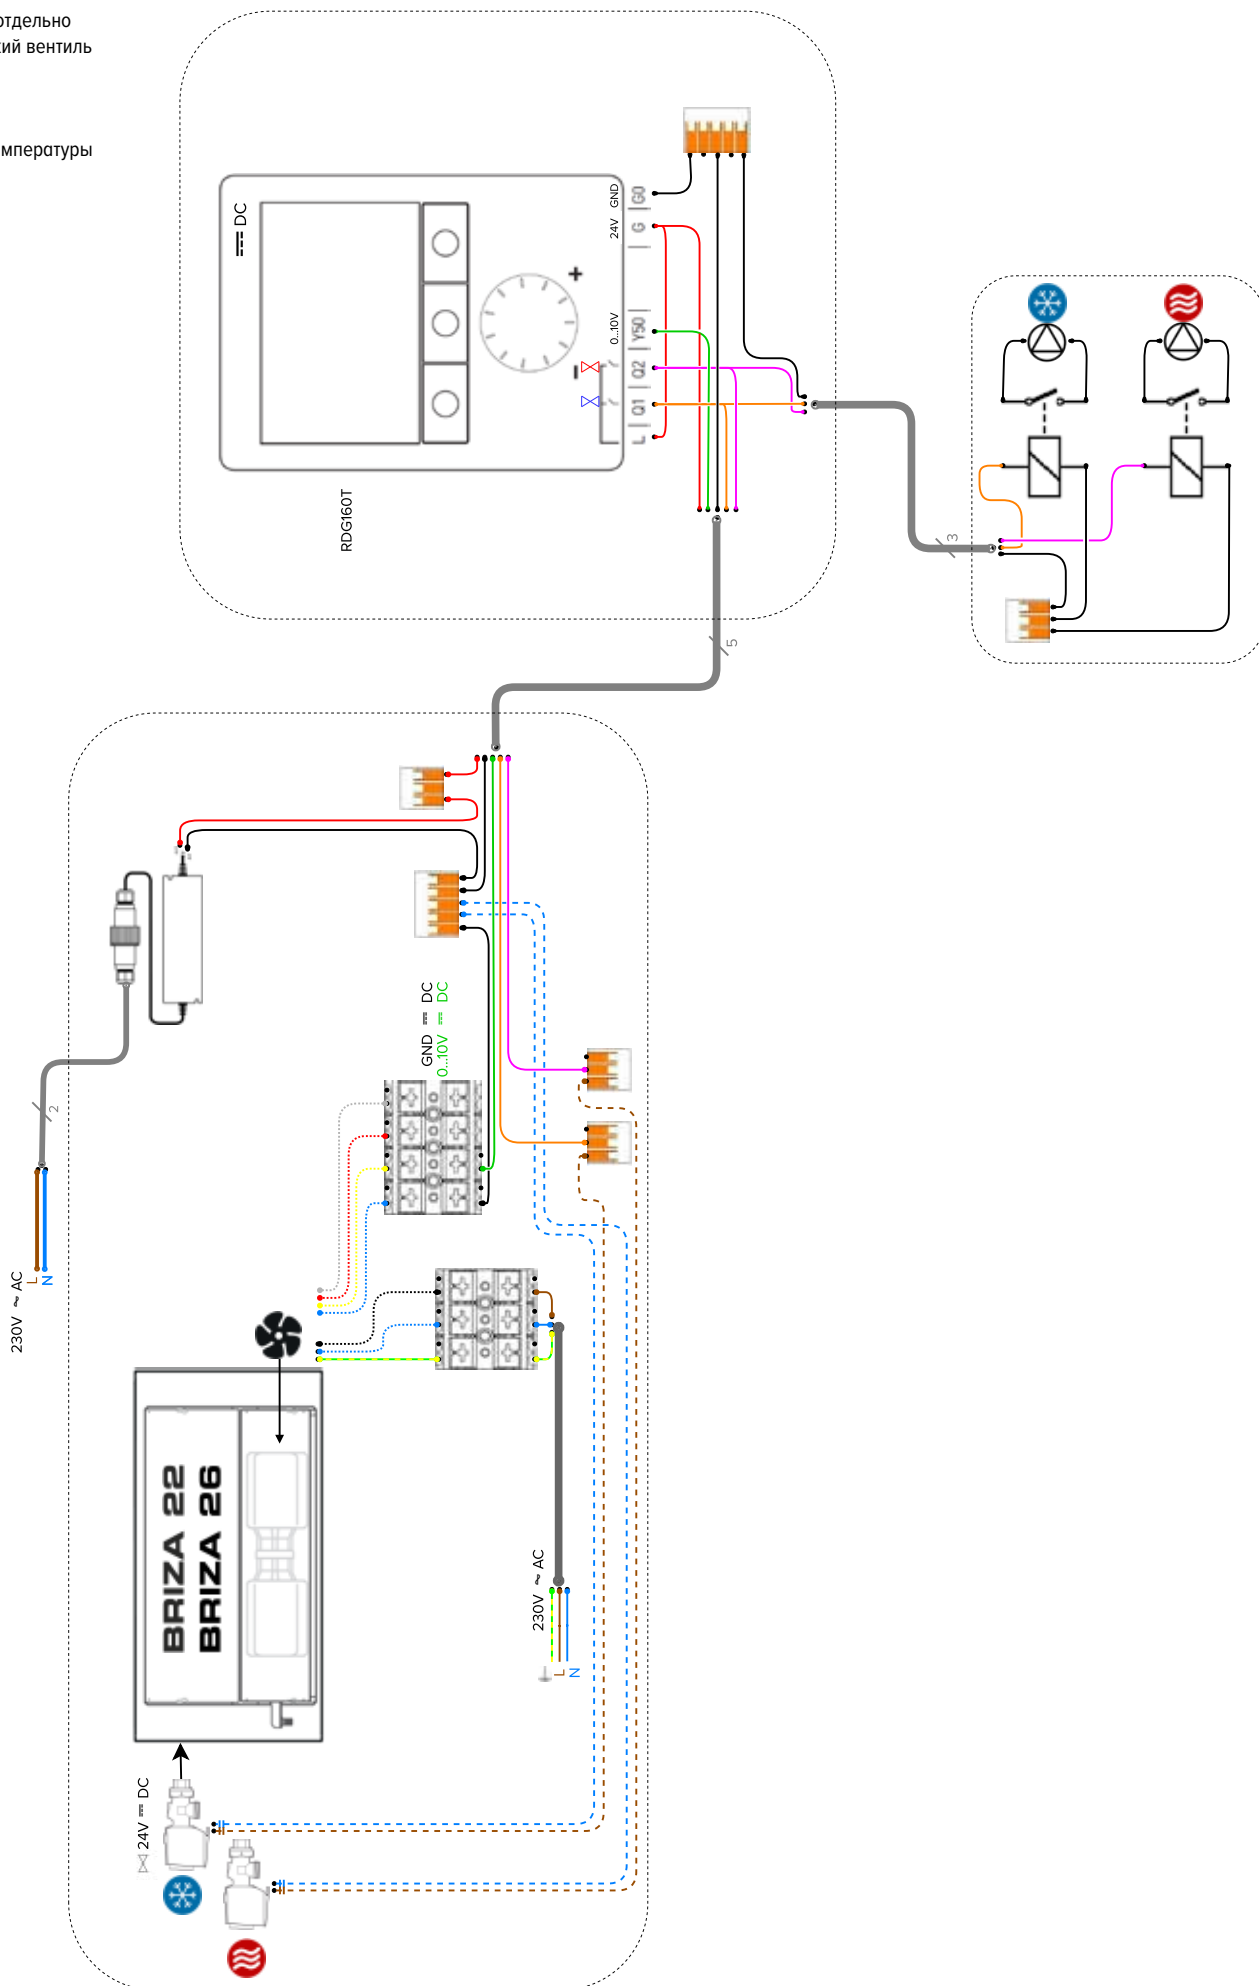 отдельно
кий вентиль
мпературы
DC
GND
24V
0...10V
G0
G
Y50
Q2
Q1
L
+
−
RDG160T
3
5
2
230V ~ AC
L
N
GND DC
0...10V DC
BRIZA 22
BRIZA 26
230V ~ AC
L
N
24V DC